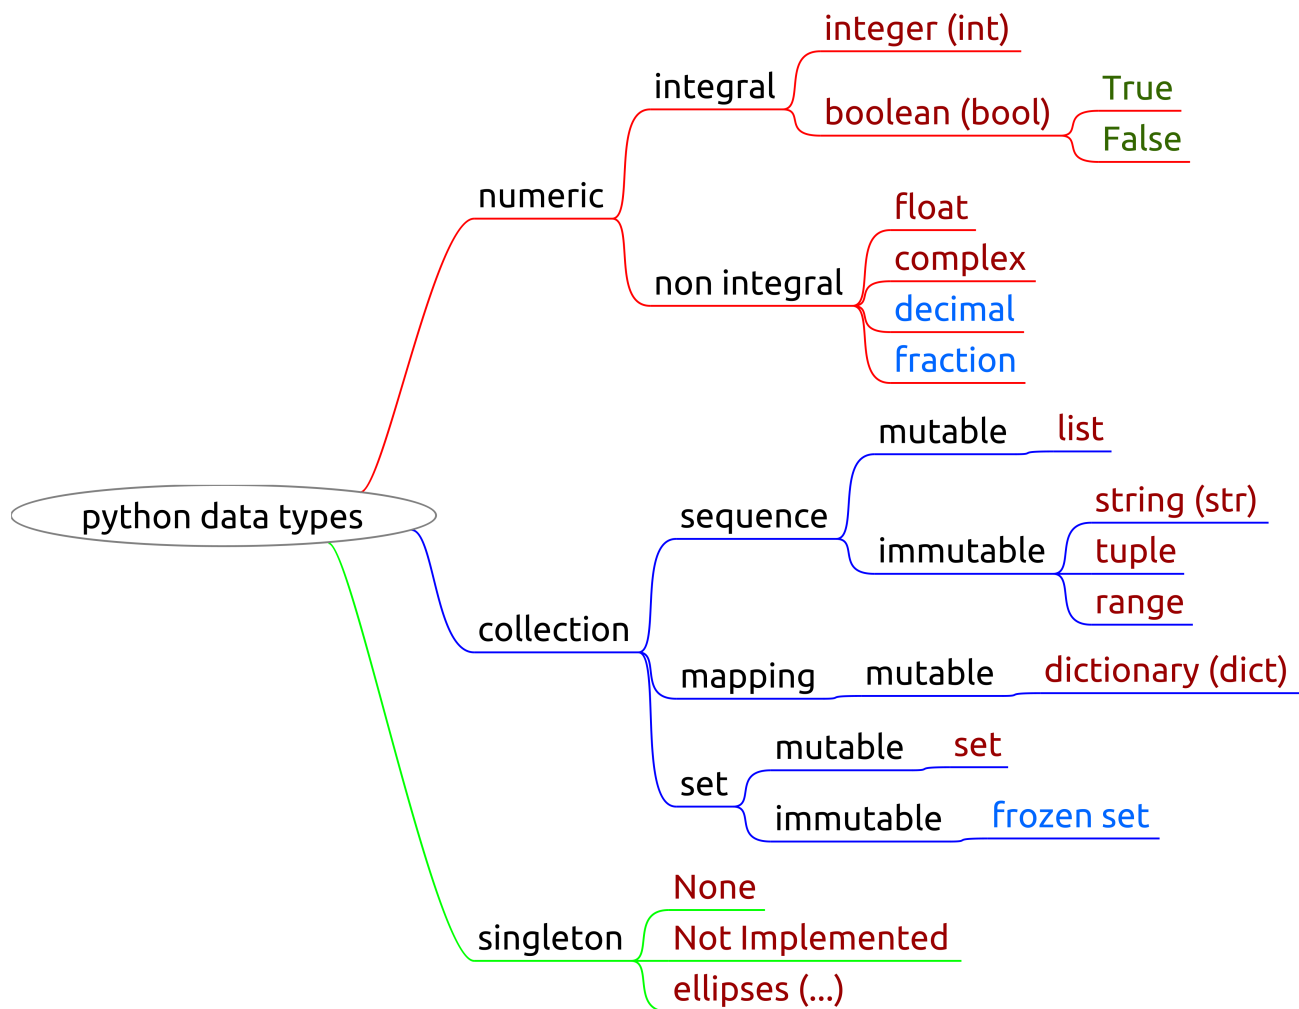 python data types
numeric
integral
integer (int)
boolean (bool)
True
False
non integral
float
complex
decimal
fraction
collection
sequence
mutable
list
immutable
string (str)
tuple
range
mapping
mutable
dictionary (dict)
set
mutable
set
immutable
frozen set
singleton
None
Not Implemented
ellipses (...)